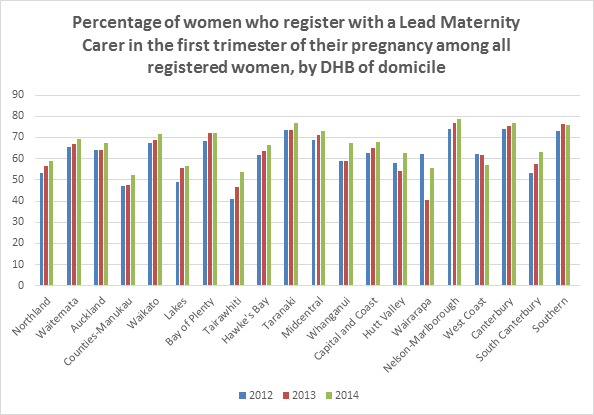 Percentage of women who register with a Lead Maternity
Carer in the first trimester of their pregnancy among all
registered women, by DHB of domicile
90
80
70
60
50
40
30
20
10
0
Northland
Waitemata
Auckland
Counties-Manukau
Waikato
Lakes
Bay of Plenty
Tairawhiti
Hawke's Bay
Taranaki
Midcentral
Whanganui
Capital and Coast
Hutt Valley
Wairarapa
Nelson-Marlborough
West Coast
Canterbury
South Canterbury
Southern
2012 2013 2014